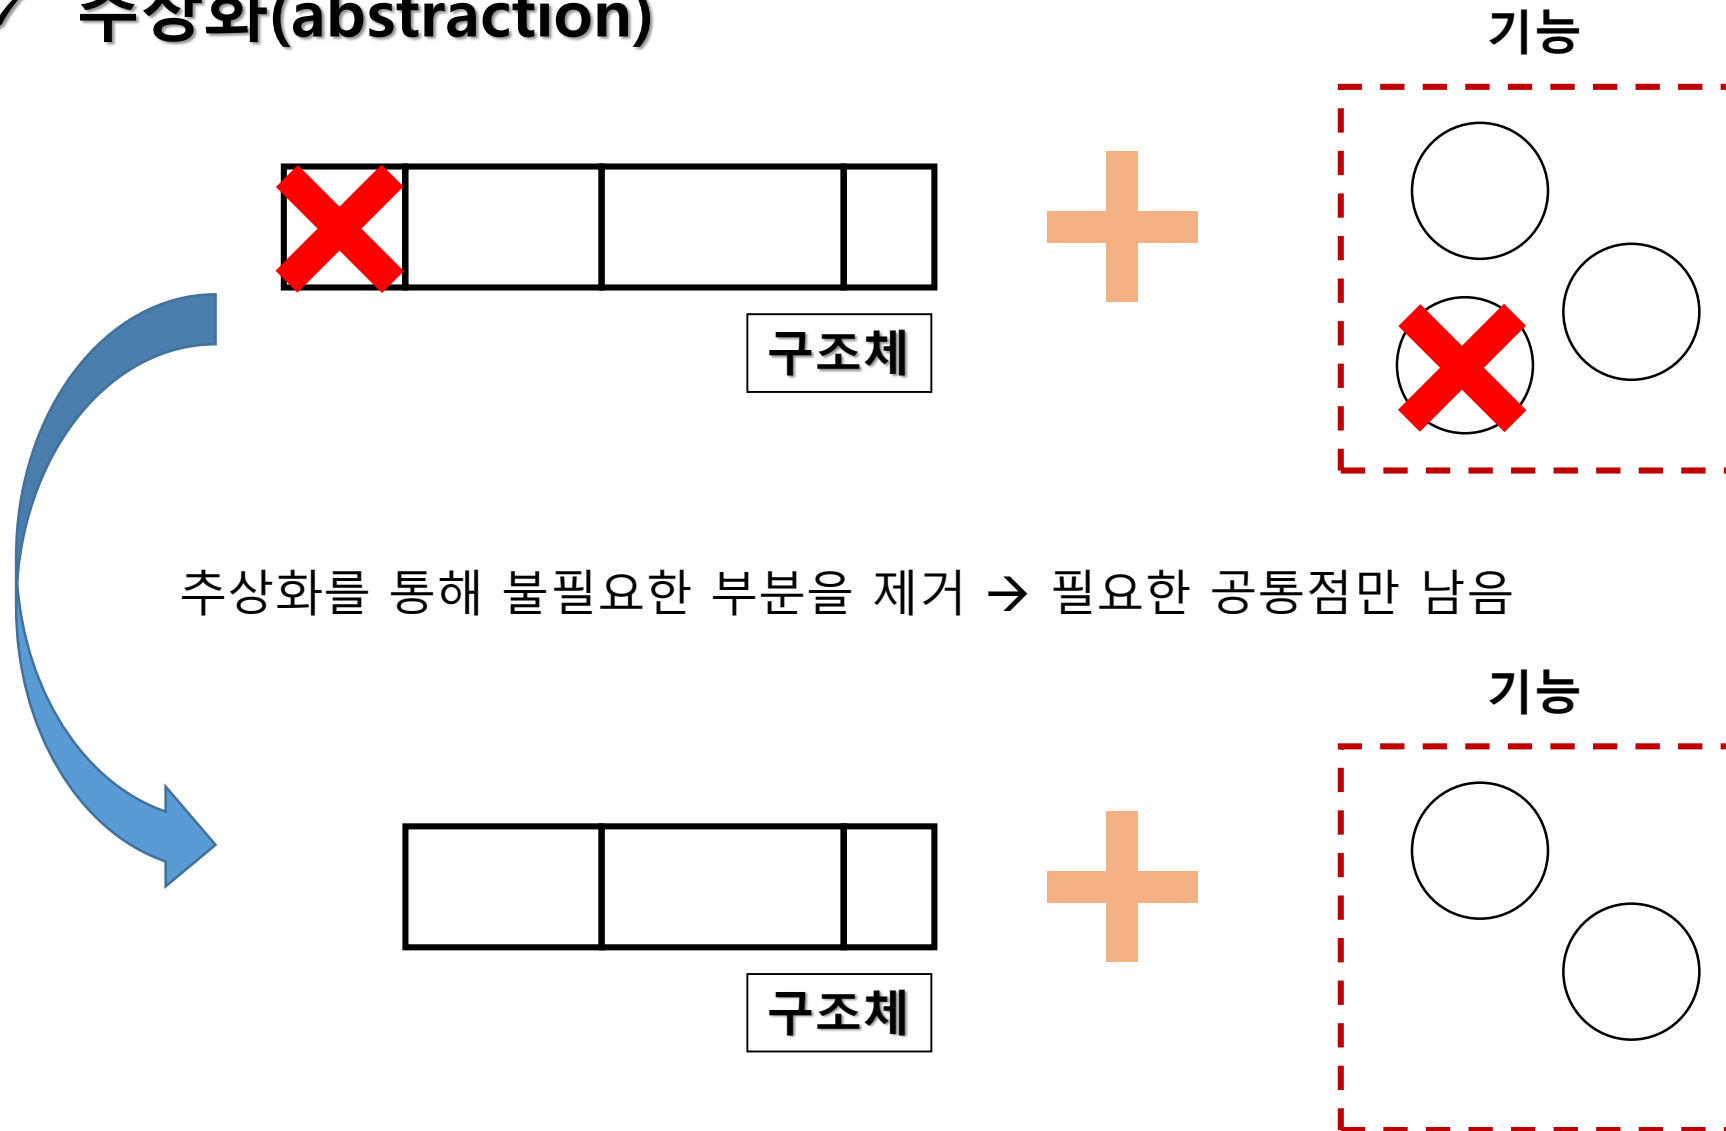 추상화(abstraction)
기능
구조체
추상화를 통해 불필요한 부분을 제거 → 필요한 공통점만 남음
기능
구조체